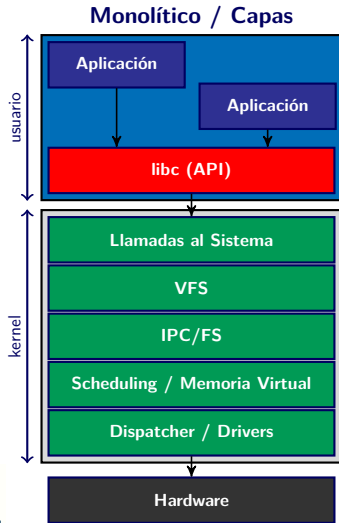 Monolítico / Capas
usuario
Aplicación
Aplicación
libc (API)
kernel
Llamadas al Sistema
VFS
IPC/FS
Scheduling / Memoria Virtual
Dispatcher / Drivers
Hardware